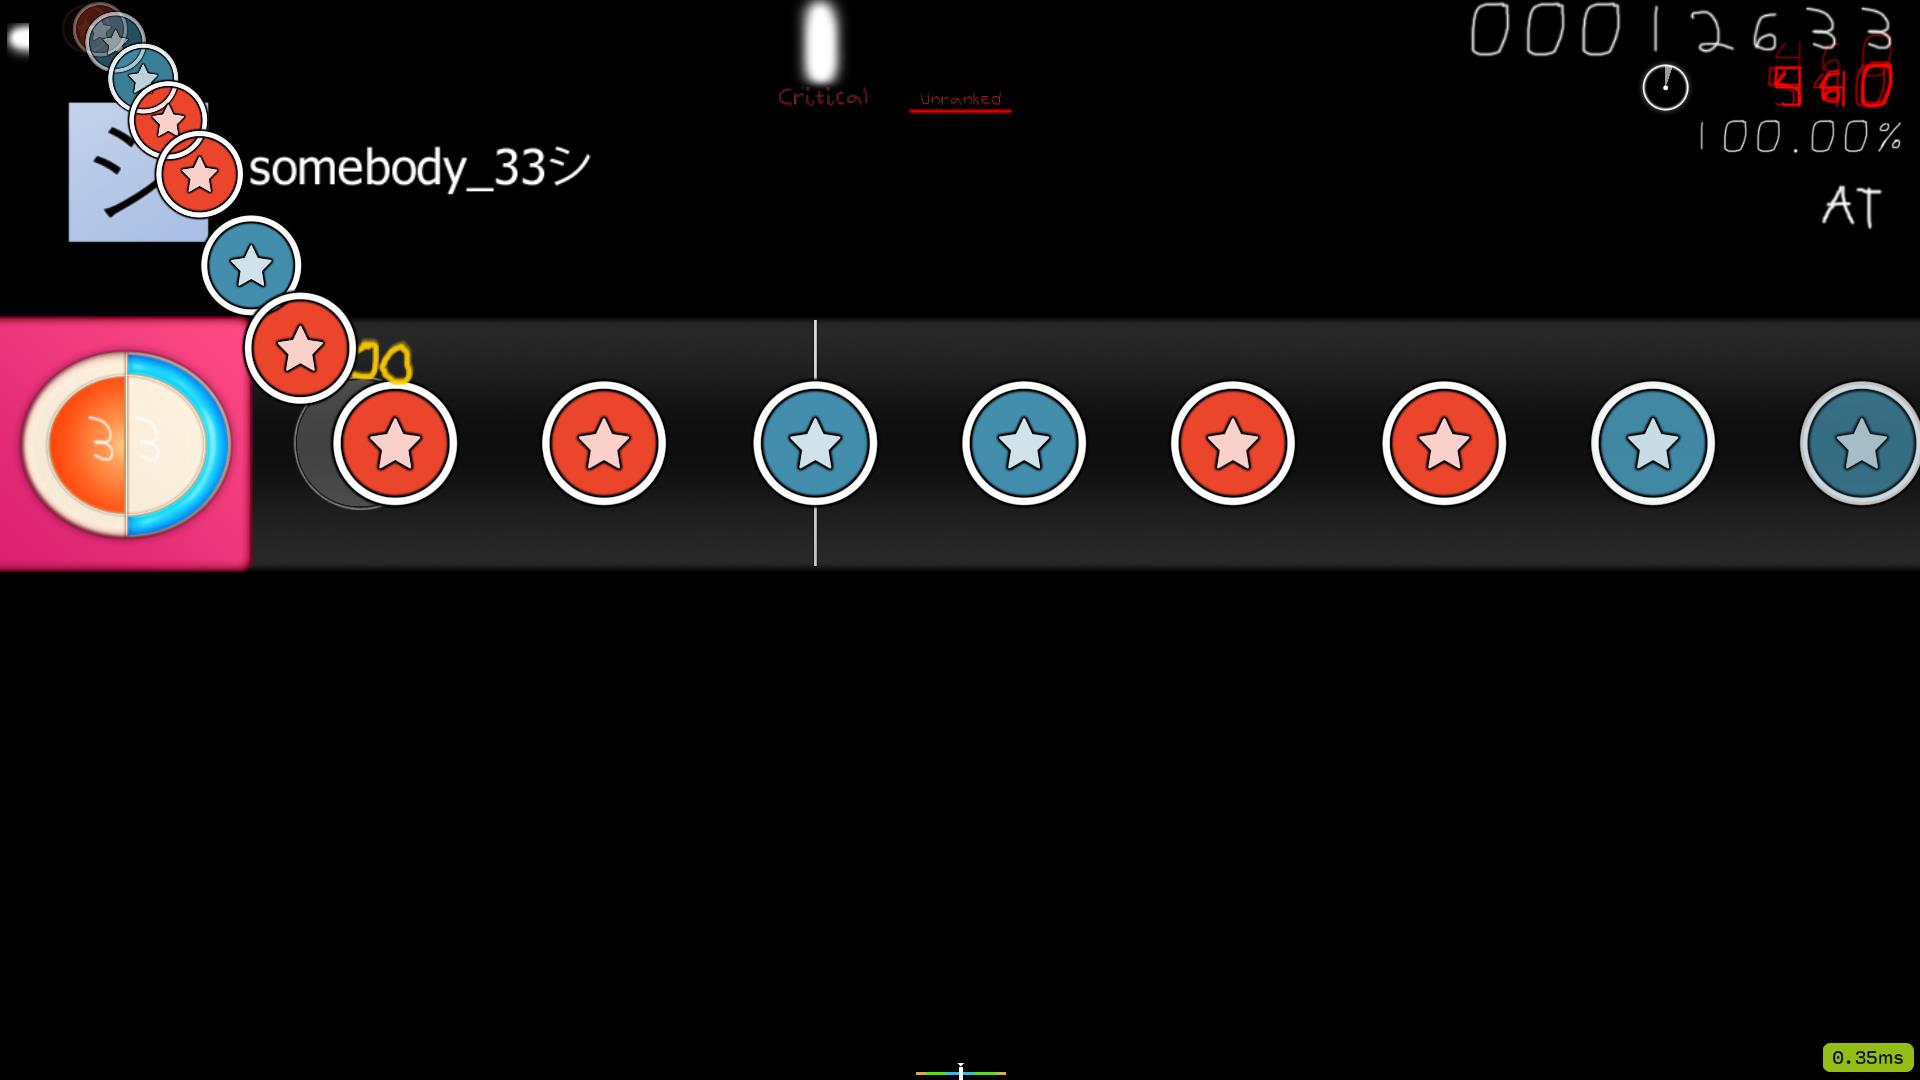 00012633
Critical
Unranked
100.00%
シ
somebody_33シ
AT
33
0.35ms